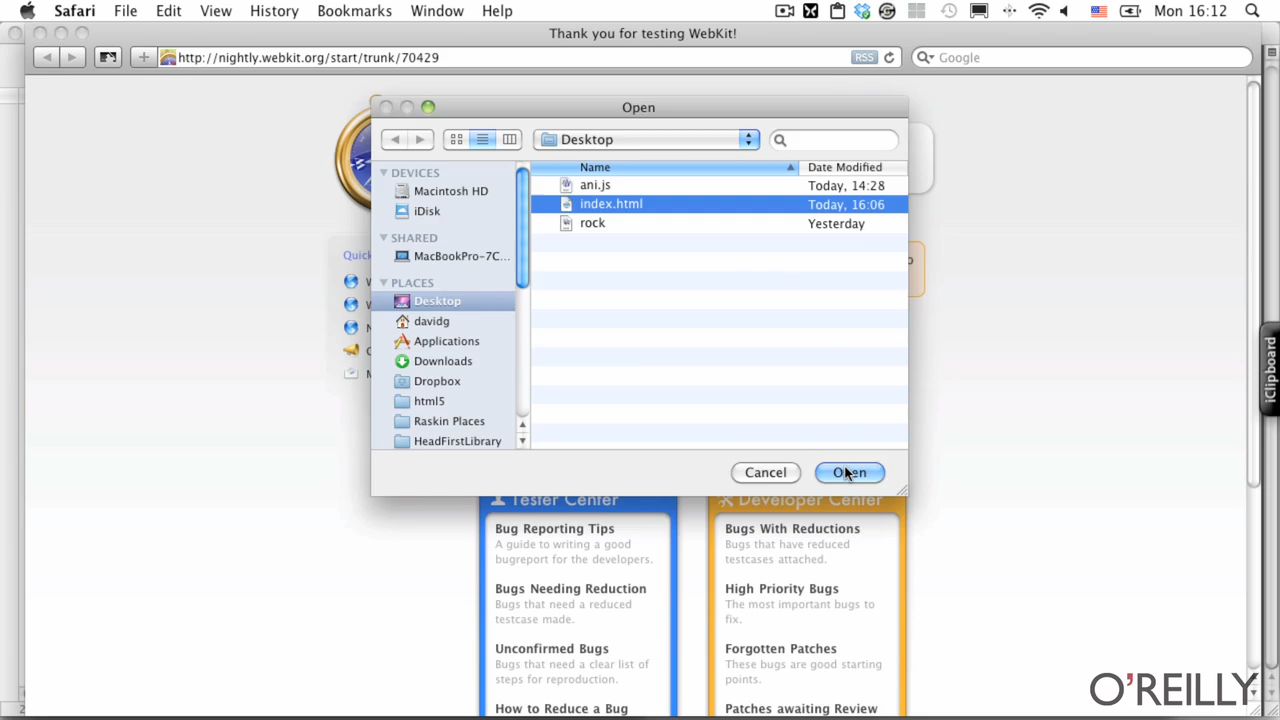 Safari File Edit View History Bookmarks Window Help Mon 16:12
Thank you for testing WebKit!
http://nightly.webkit.org/start/trunk/70429 RSS Google
Open
Desktop
DEVICES
Macintosh HD
iDisk
SHARED
MacBookPro-7C...
PLACES
Desktop
davidg
Applications
Downloads
Dropbox
html5
Raskin Places
HeadFirstLibrary
Name Date Modified
ani.js Today, 14:28
index.html Today, 16:06
rock Yesterday
Cancel Open
Quick
iClipboard
Tester Center
Bug Reporting Tips
A guide to writing a good
bugreport for the developers.
Bugs Needing Reduction
Bugs that need a reduced
testcase made.
Unconfirmed Bugs
Bugs that need a clear list of
steps for reproduction.
How to Reduce a Bug
Developer Center
Bugs With Reductions
Bugs that have reduced
testcases attached.
High Priority Bugs
The most important bugs to
fix.
Forgotten Patches
These bugs are good starting
points.
Patches awaiting Review
O'REILLY